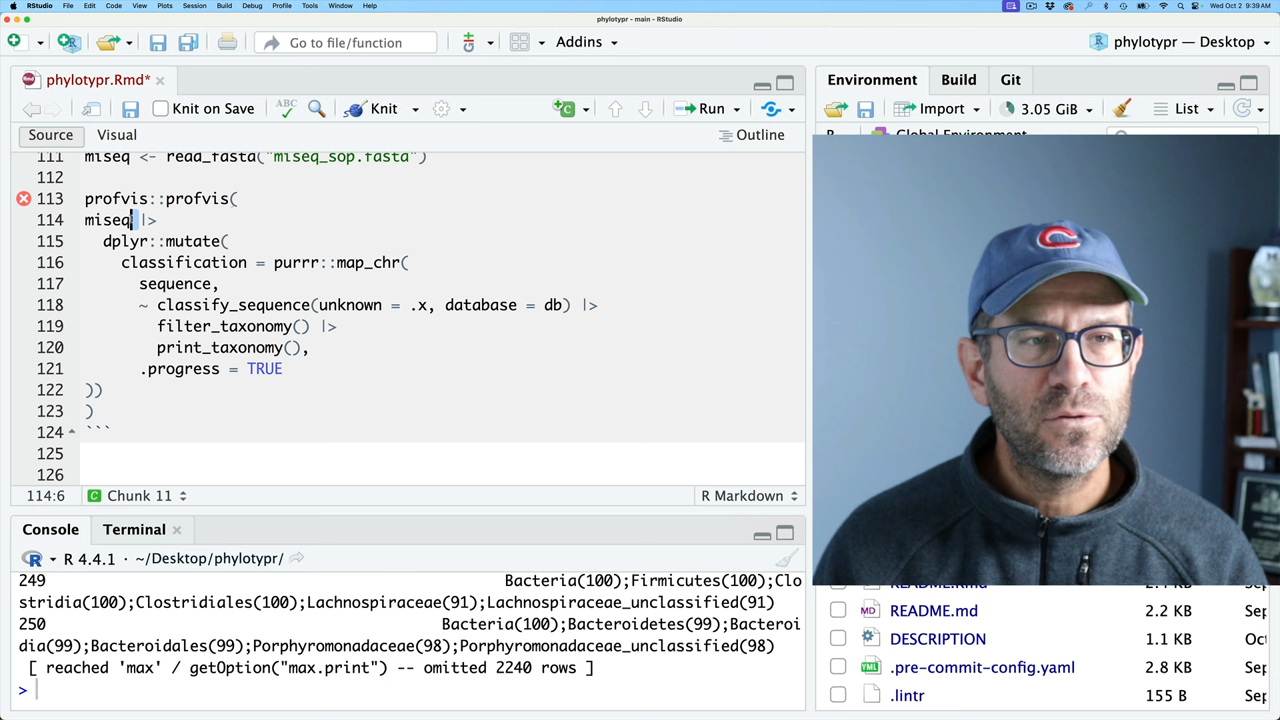 RStudio File Edit Code View Plots Session Build Debug Profile Tools Window Help Wed Oct 2 9:39 AM
phylotypr - main - RStudio
Go to file/function Addins phylotypr — Desktop
phylotypr.Rmd*
Knit on Save ABC Knit Run
Source Visual Outline
111 miseq <- read_fasta("miseq_sop.fasta")
112
113 profvis::profvis(
114 miseq |>
115 dplyr::mutate(
116 classification = purrr::map_chr(
117 sequence,
118 ~ classify_sequence(unknown = .x, database = db) |>
119 filter_taxonomy() |>
120 print_taxonomy(),
121 .progress = TRUE
122 ))
123 )
124 ```
125
126
114:6 Chunk 11 R Markdown
Console Terminal
R 4.4.1 · ~/Desktop/phylotypr/
249 Bacteria(100);Firmicutes(100);Clo
stridia(100);Clostridiales(100);Lachnospiraceae(91);Lachnospiraceae_unclassified(91)
250 Bacteria(100);Bacteroidetes(99);Bacteroi
dia(99);Bacteroidales(99);Porphyromonadaceae(98);Porphyromonadaceae_unclassified(98)
[ reached 'max' / getOption("max.print") -- omitted 2240 rows ]
>
Environment Build Git
Import 3.05 GiB List
R Global Environment
README.Rmd 2.4 KB Sep
README.md 2.2 KB Sep
DESCRIPTION 1.1 KB Oct
.pre-commit-config.yaml 2.8 KB Sep
.lintr 155 B Sep